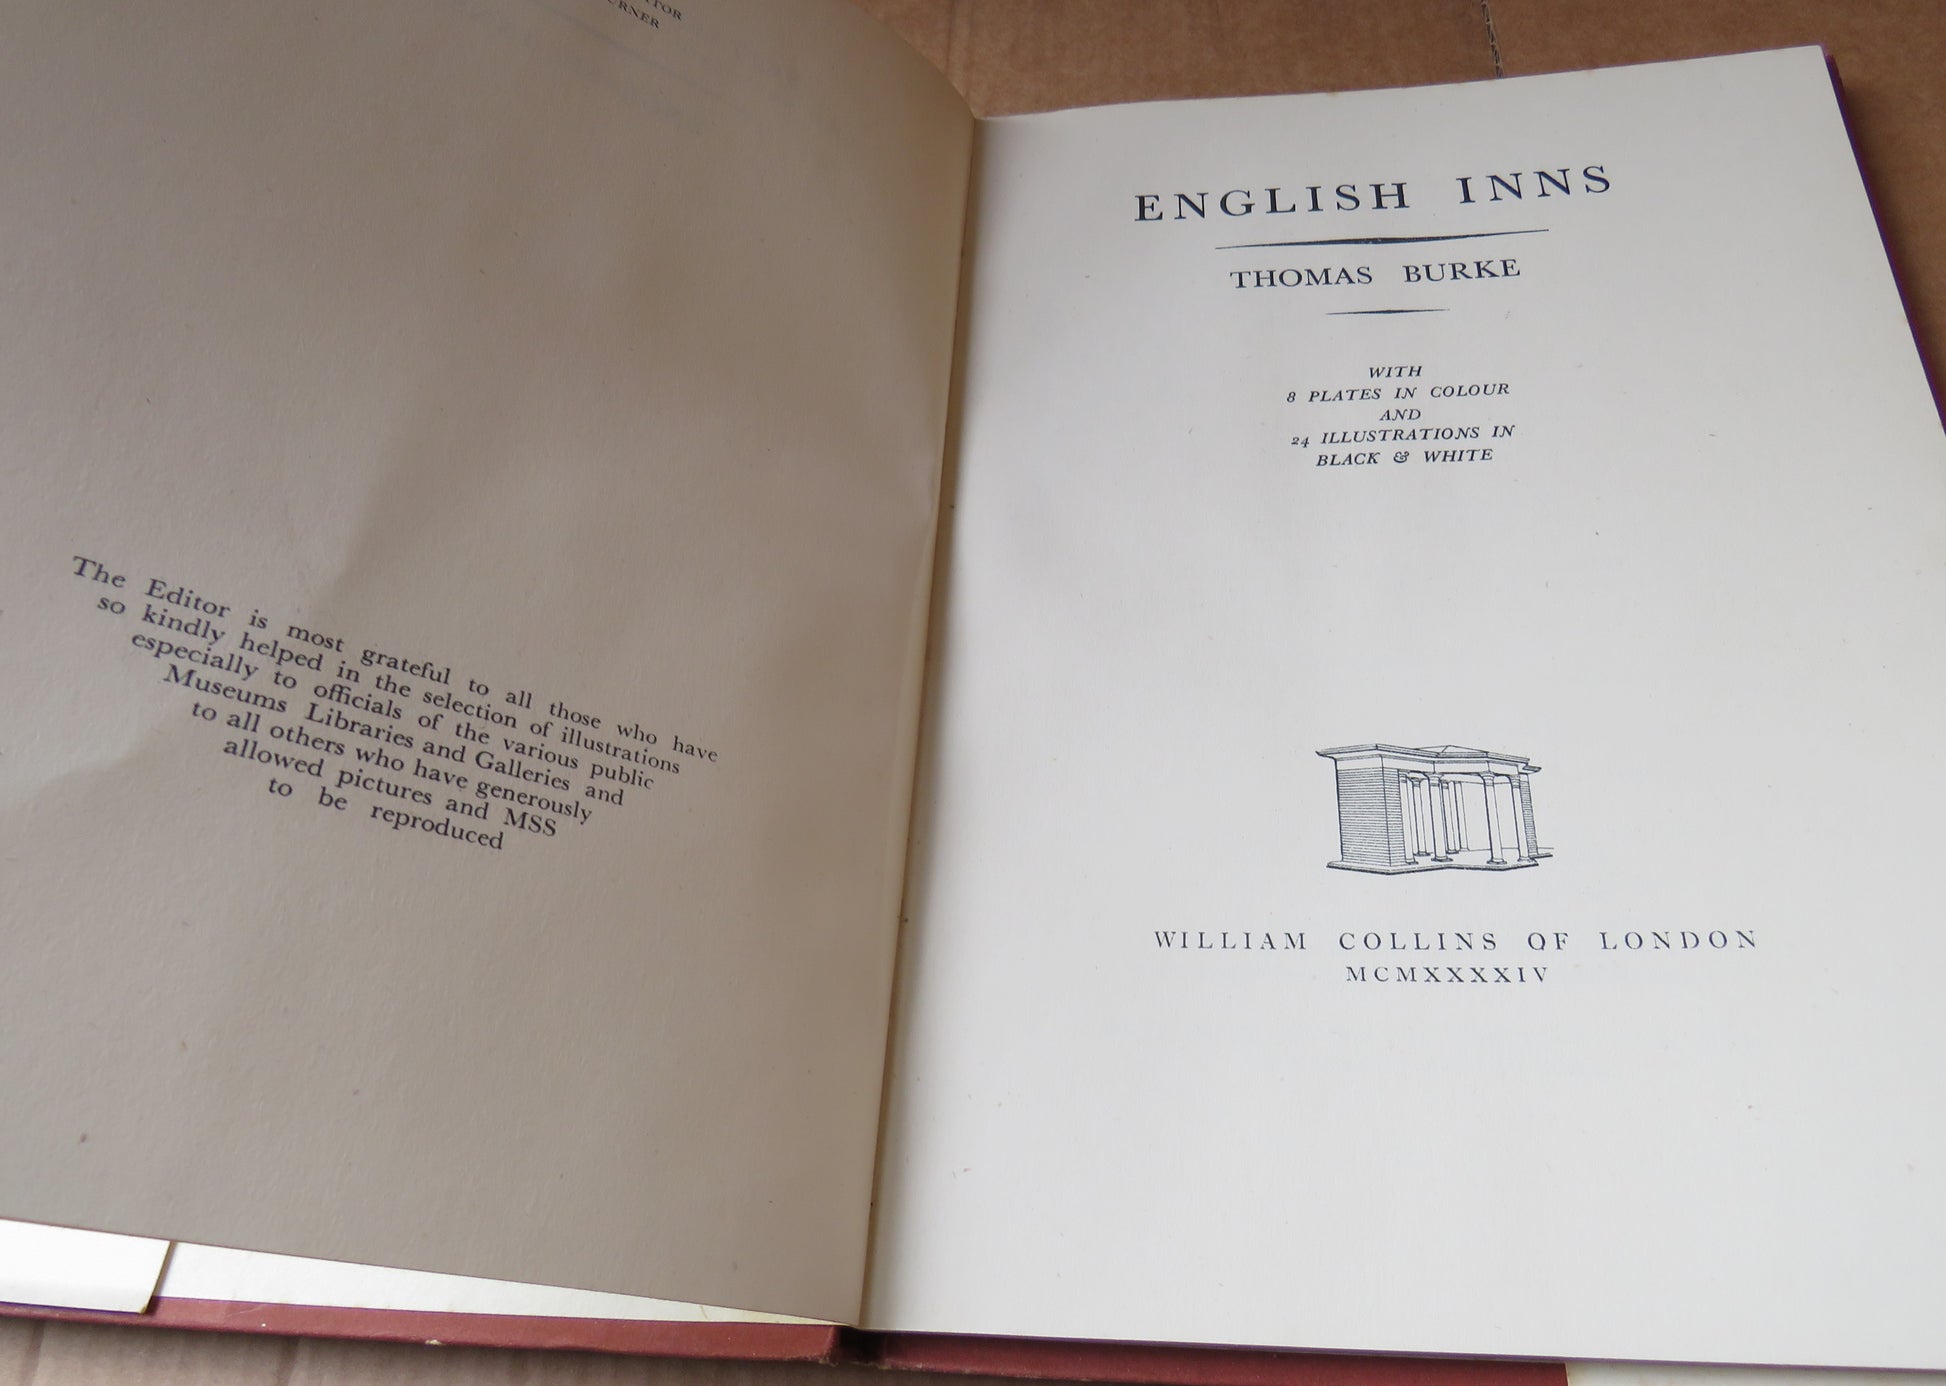 The Editor is most grateful to all those who have
so kindly helped in the selection of illustrations
especially to officials of the various public
Museums Libraries and Galleries and
to all others who have generously
allowed pictures and MSS
to be reproduced
ENGLISH INNS
THOMAS BURKE
WITH
8 PLATES IN COLOUR
AND
24 ILLUSTRATIONS IN
BLACK & WHITE
WILLIAM COLLINS OF LONDON
MCMXXXXIV